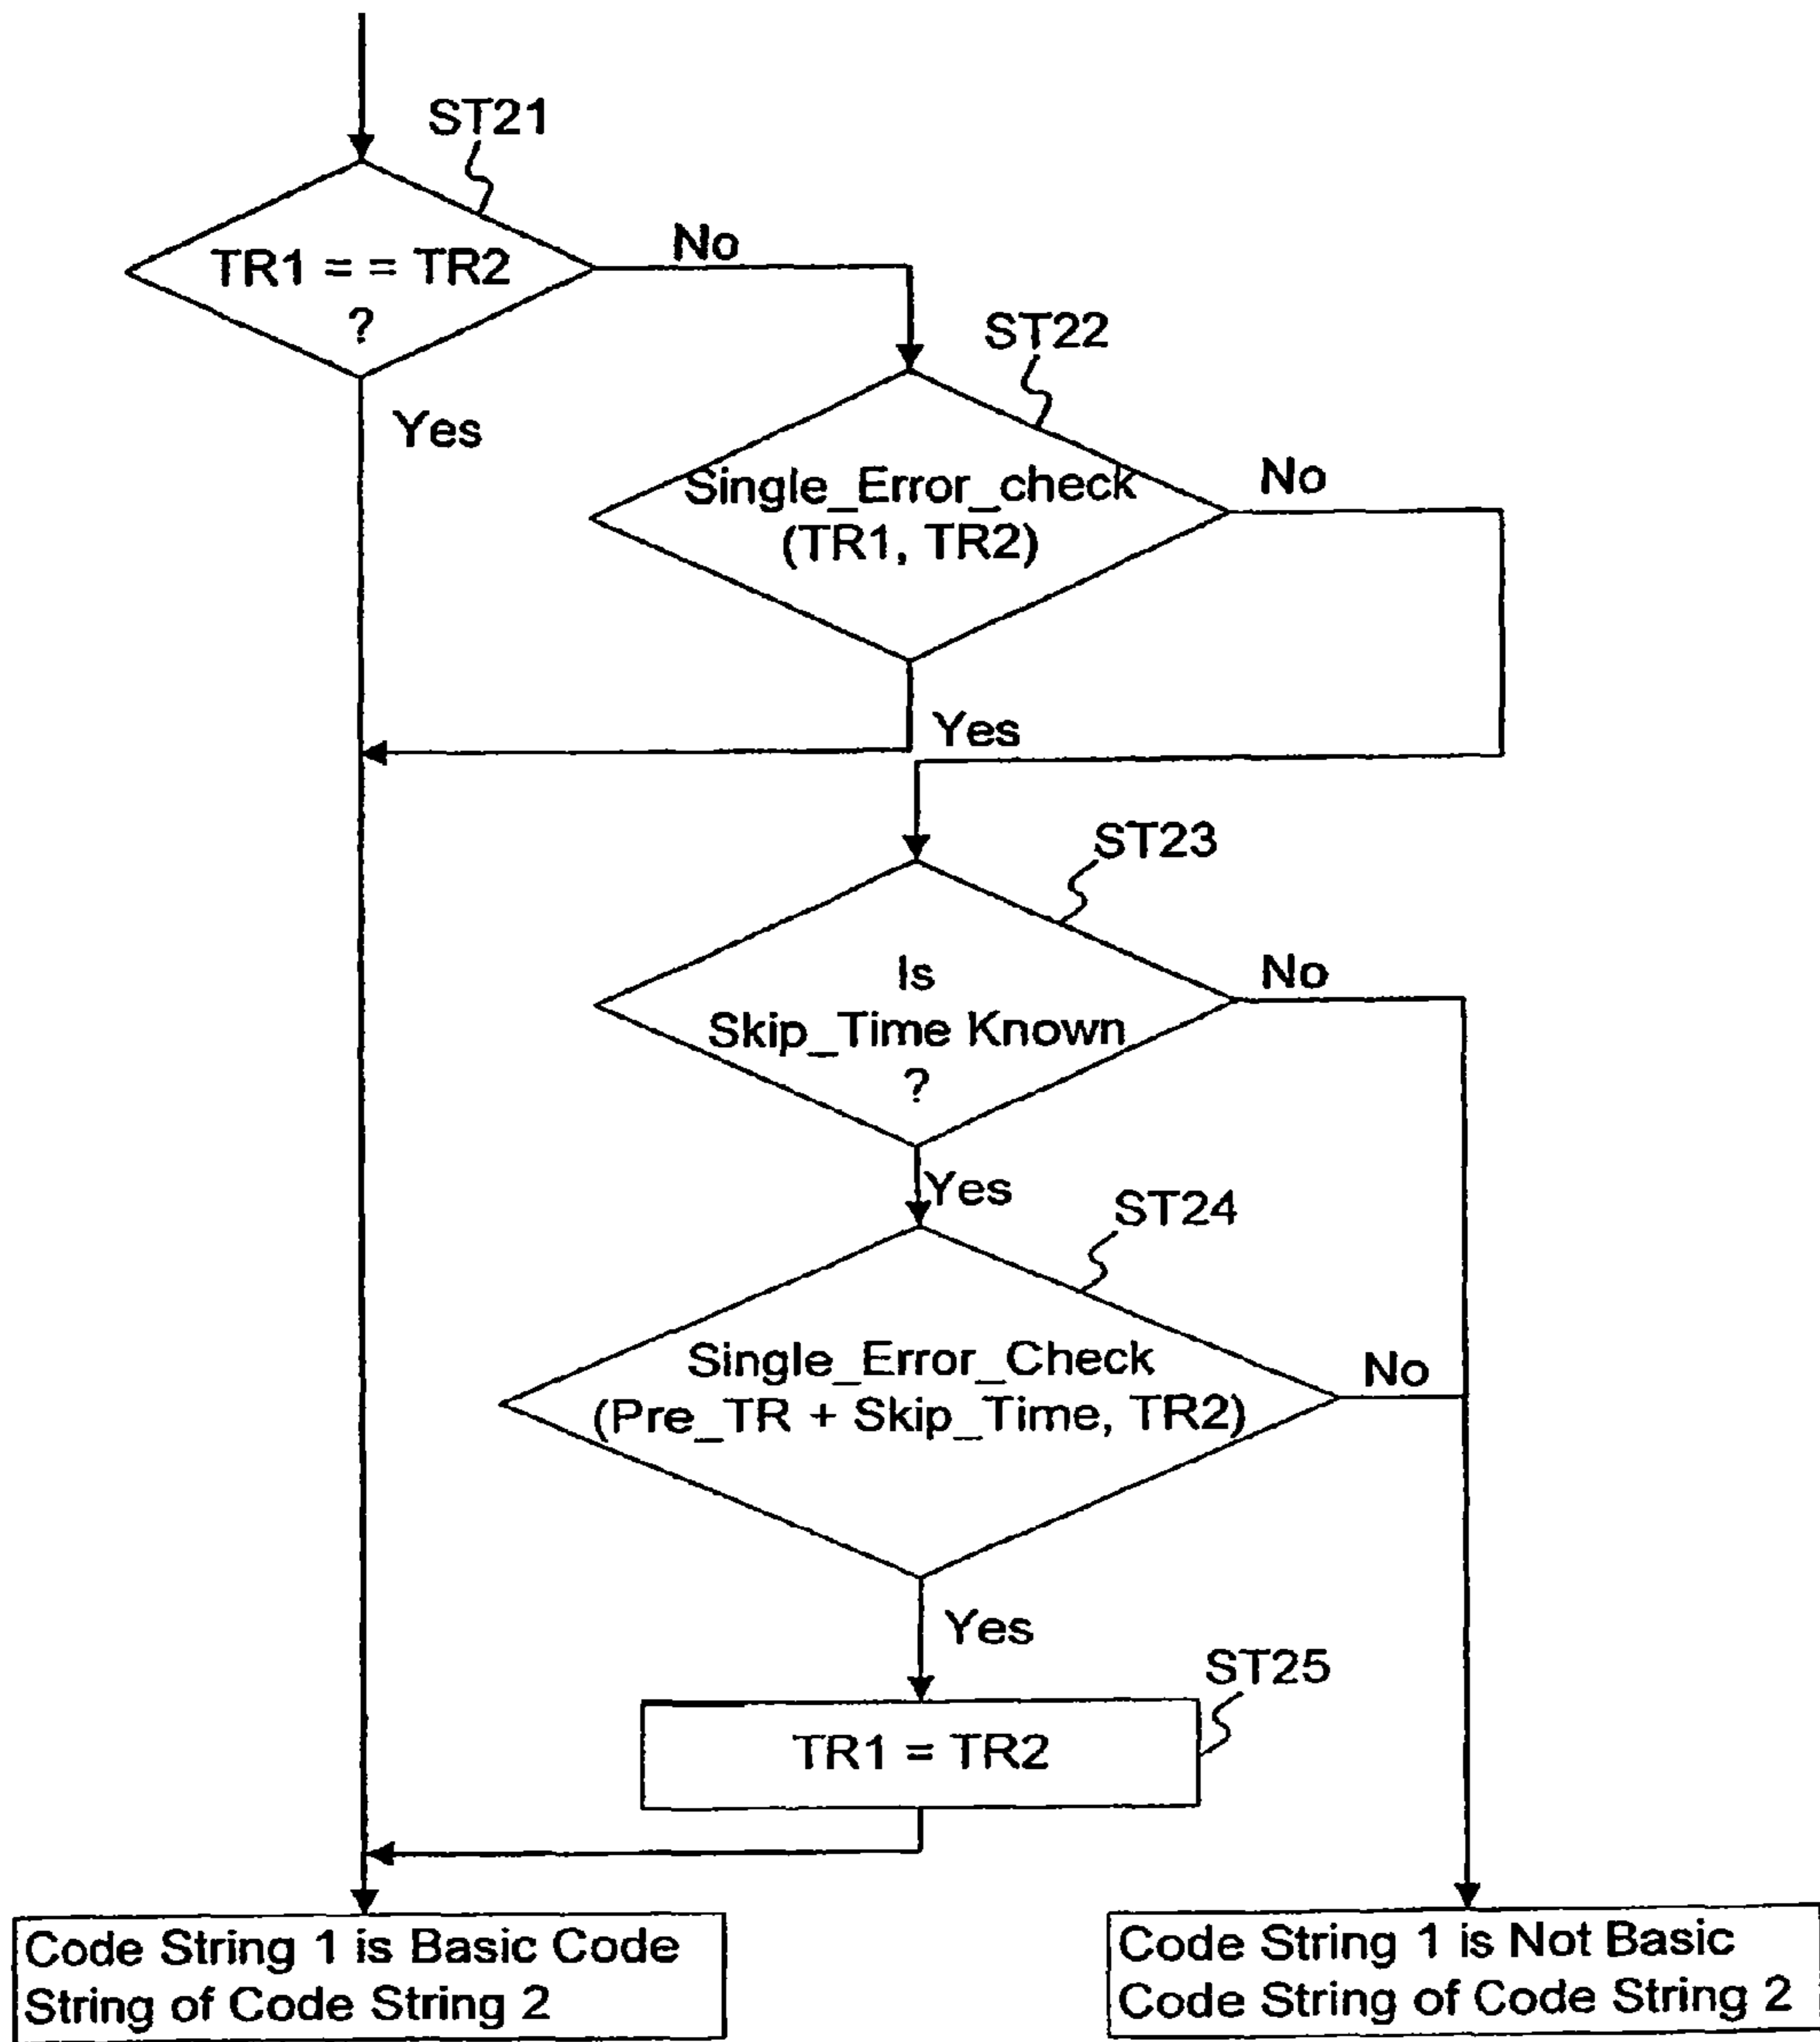 ST21
TR1 = = TR2
?
No
Yes
ST22
Single_Error_check
(TR1, TR2)
No
Yes
ST23
Is
Skip_Time Known
?
No
Yes
ST24
Single_Error_Check
(Pre_TR + Skip_Time, TR2)
No
Yes
ST25
TR1 = TR2
Code String 1 is Basic Code
String of Code String 2
Code String 1 is Not Basic
Code String of Code String 2